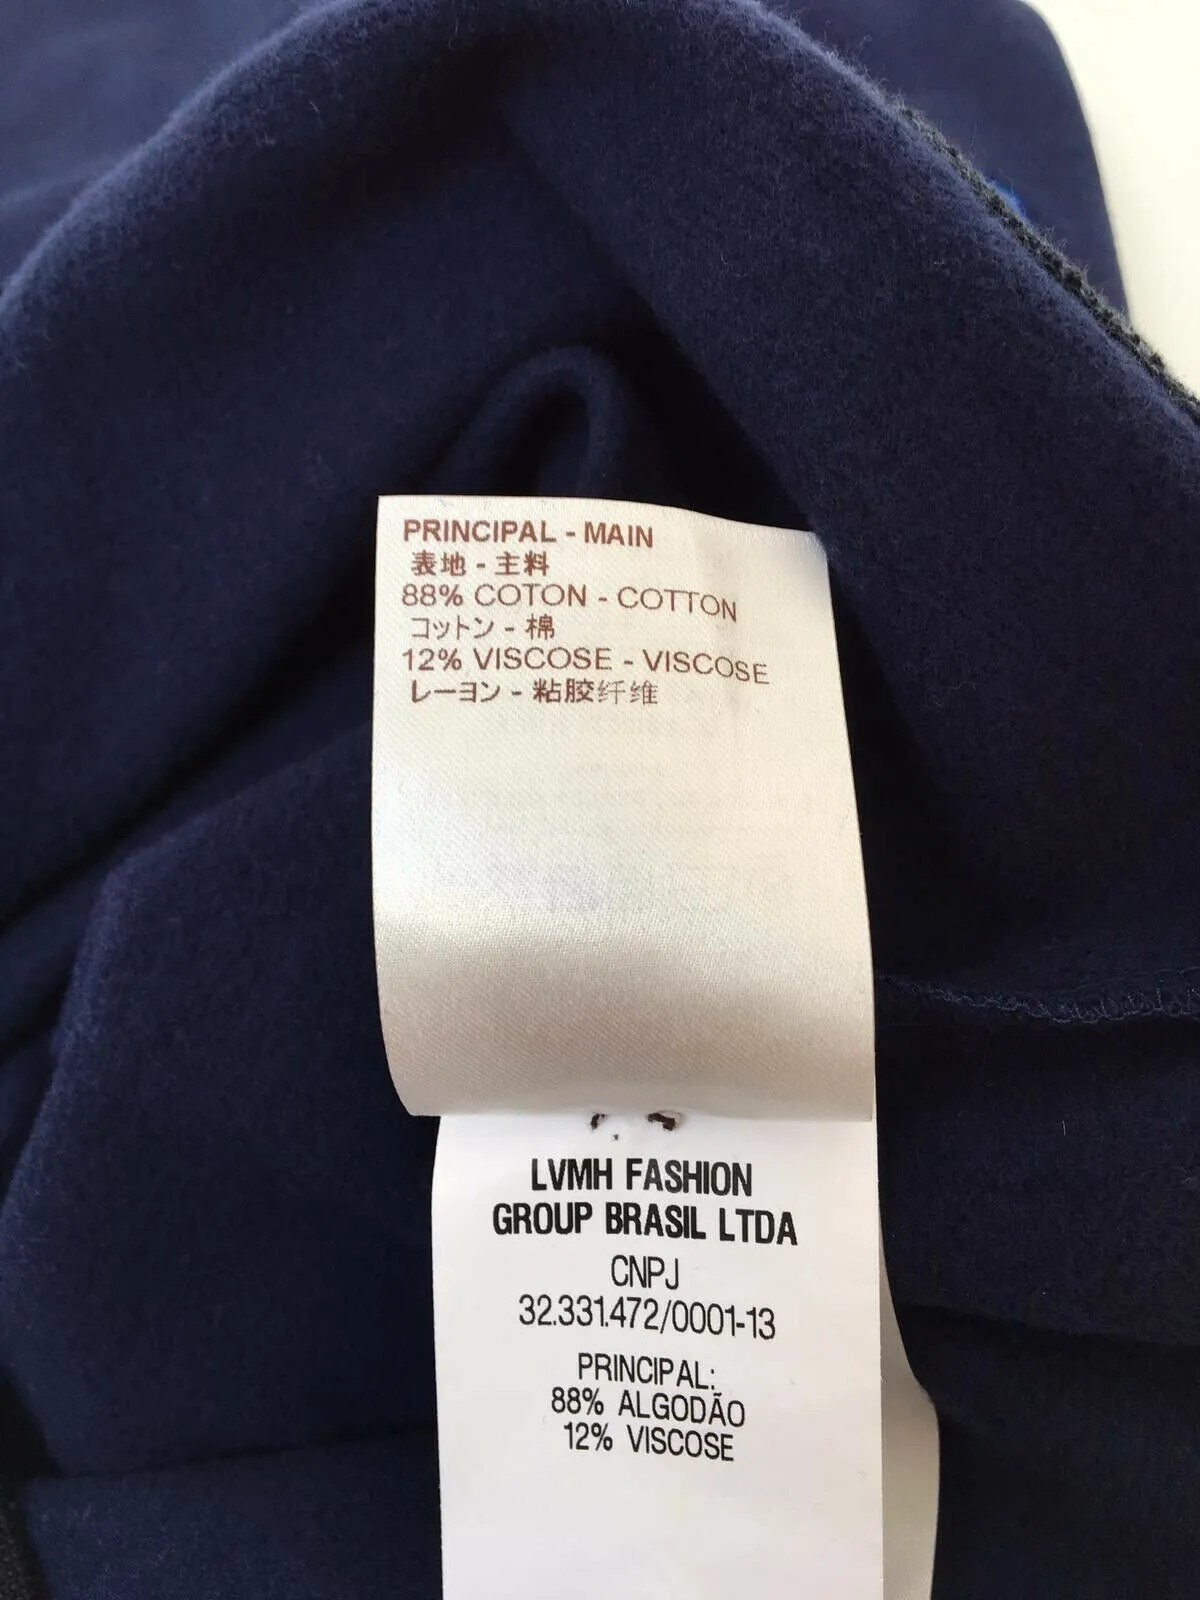 PRINCIPAL - MAIN
表地 - 主料
88% COTON - COTTON
コットン - 棉
12% VISCOSE - VISCOSE
レーヨン - 粘胶纤维
LVMH FASHION
GROUP BRASIL LTDA
CNPJ
32.331.472/0001-13
PRINCIPAL:
88% ALGODÃO
12% VISCOSE